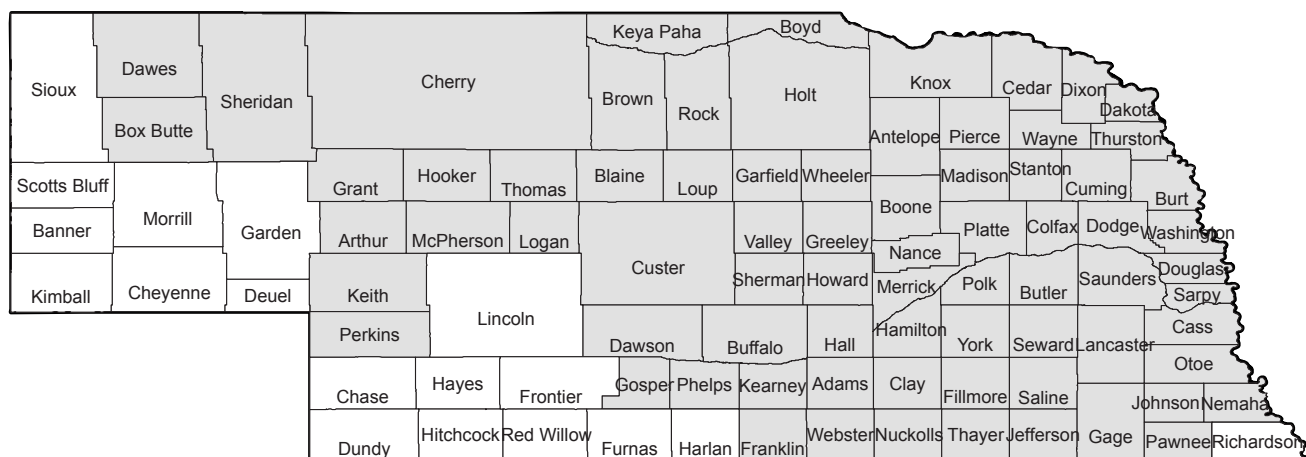 Keya Paha
Boyd
Sioux
Dawes
Sheridan
Cherry
Brown
Rock
Holt
Knox
Cedar
Dixon
Dakota
Box Butte
Antelope
Pierce
Wayne
Thurston
Scotts Bluff
Grant
Hooker
Thomas
Blaine
Loup
Garfield
Wheeler
Madison
Stanton
Cuming
Burt
Banner
Morrill
Garden
Arthur
McPherson
Logan
Custer
Valley
Greeley
Boone
Platte
Colfax
Dodge
Washington
Nance
Kimball
Cheyenne
Deuel
Keith
Lincoln
Sherman
Howard
Merrick
Polk
Butler
Saunders
Douglas
Sarpy
Perkins
Dawson
Buffalo
Hall
Hamilton
York
Seward
Lancaster
Cass
Otoe
Chase
Hayes
Frontier
Gosper
Phelps
Kearney
Adams
Clay
Fillmore
Saline
Johnson
Nemaha
Dundy
Hitchcock
Red Willow
Furnas
Harlan
Franklin
Webster
Nuckolls
Thayer
Jefferson
Gage
Pawnee
Richardson